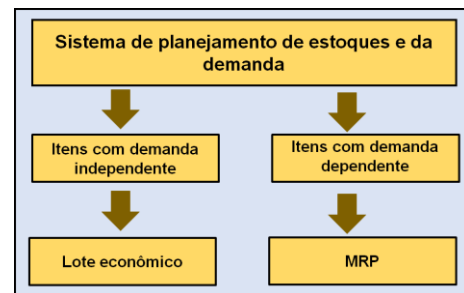 Sistema de planejamento de estoques e da
demanda
Itens com demanda
independente
Itens com demanda
dependente
Lote econômico
MRP